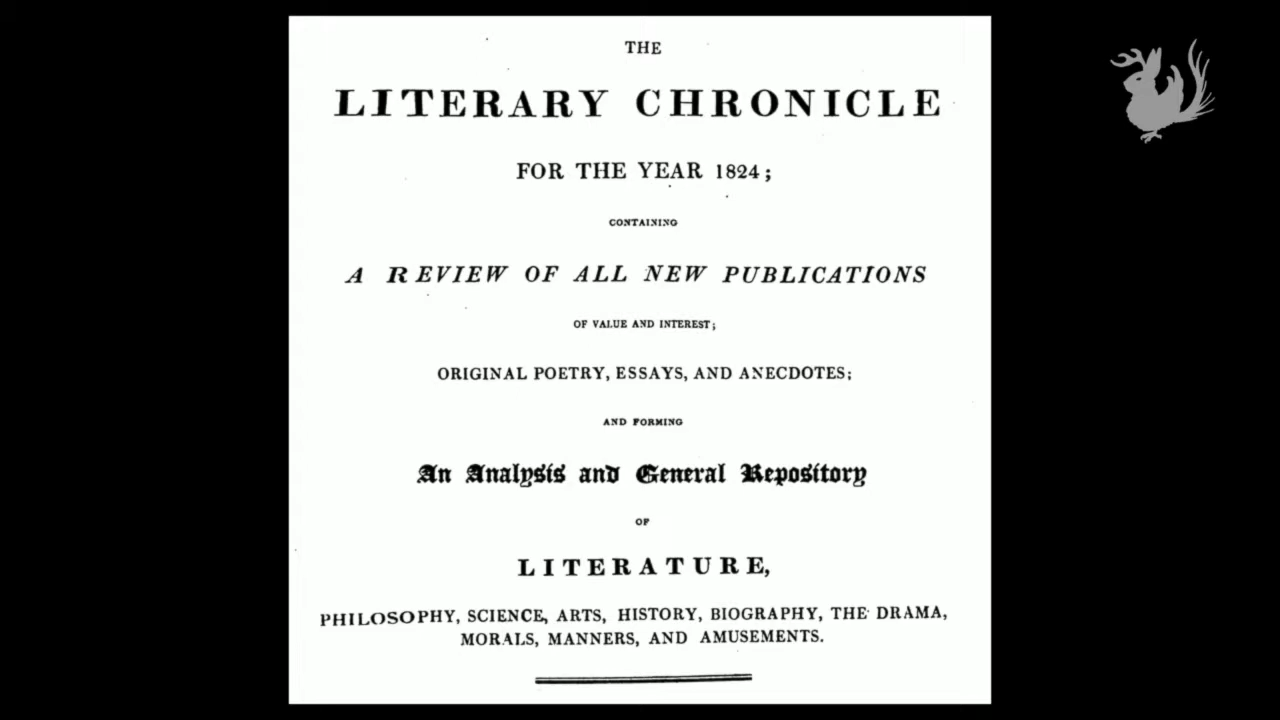 THE
LITERARY CHRONICLE
FOR THE YEAR 1824;
CONTAINING
A REVIEW OF ALL NEW PUBLICATIONS
OF VALUE AND INTEREST;
ORIGINAL POETRY, ESSAYS, AND ANECDOTES;
AND FORMING
An Analysis and General Repository
OF
LITERATURE,
PHILOSOPHY, SCIENCE, ARTS, HISTORY, BIOGRAPHY, THE DRAMA,
MORALS, MANNERS, AND AMUSEMENTS.